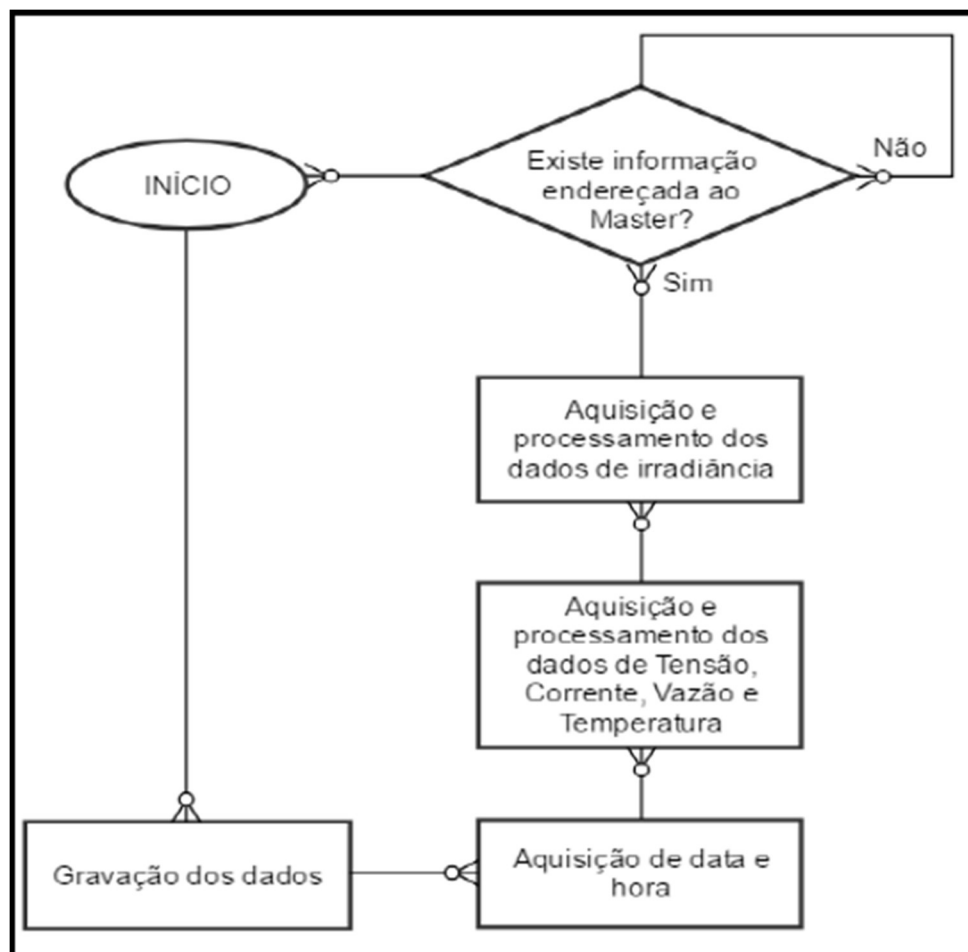 INÍCIO
Existe informação
endereçada ao
Master?
Não
Sim
Aquisição e
processamento dos
dados de irradiância
Aquisição e
processamento dos
dados de Tensão,
Corrente, Vazão e
Temperatura
Aquisição de data e
hora
Gravação dos dados